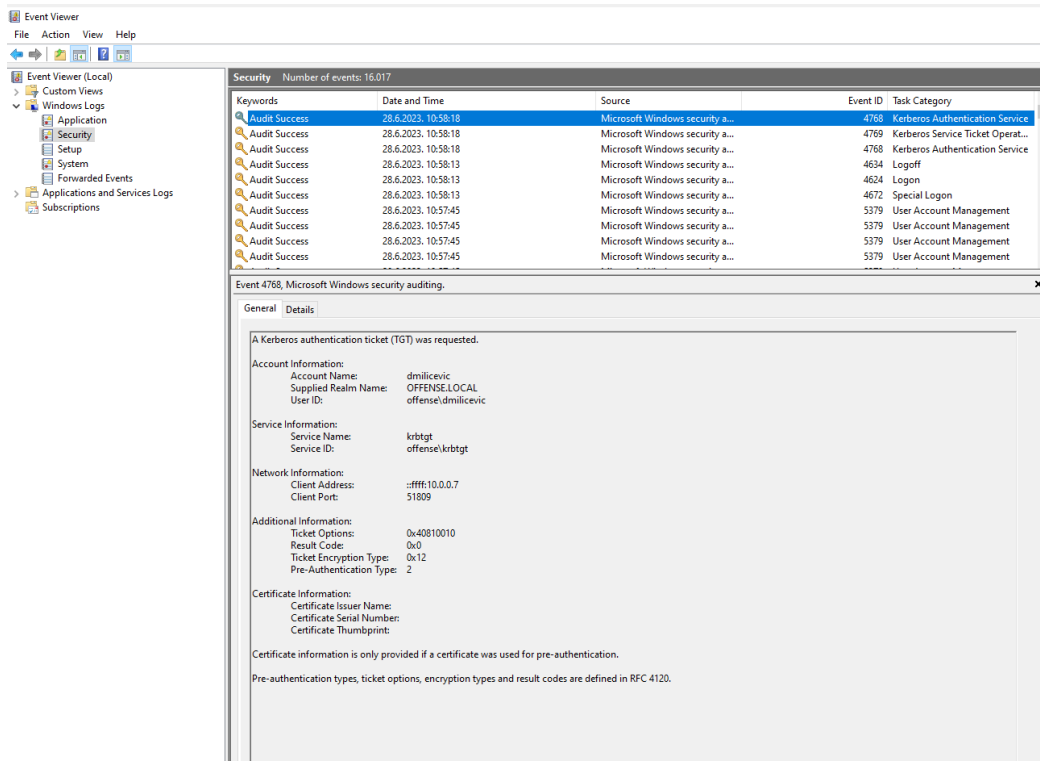 Event Viewer
File Action View Help
Event Viewer (Local)
Custom Views
Windows Logs
Application
Security
Setup
System
Forwarded Events
Applications and Services Logs
Subscriptions
Security Number of events: 16.017
Keywords Date and Time Source Event ID Task Category
Audit Success 28.6.2023. 10:58:18 Microsoft Windows security a... 4768 Kerberos Authentication Service
Audit Success 28.6.2023. 10:58:18 Microsoft Windows security a... 4769 Kerberos Service Ticket Operat...
Audit Success 28.6.2023. 10:58:18 Microsoft Windows security a... 4768 Kerberos Authentication Service
Audit Success 28.6.2023. 10:58:13 Microsoft Windows security a... 4634 Logoff
Audit Success 28.6.2023. 10:58:13 Microsoft Windows security a... 4624 Logon
Audit Success 28.6.2023. 10:58:13 Microsoft Windows security a... 4672 Special Logon
Audit Success 28.6.2023. 10:57:45 Microsoft Windows security a... 5379 User Account Management
Audit Success 28.6.2023. 10:57:45 Microsoft Windows security a... 5379 User Account Management
Audit Success 28.6.2023. 10:57:45 Microsoft Windows security a... 5379 User Account Management
Audit Success 28.6.2023. 10:57:45 Microsoft Windows security a... 5379 User Account Management
Event 4768, Microsoft Windows security auditing.
General Details
A Kerberos authentication ticket (TGT) was requested.
Account Information:
Account Name: dmilicevic
Supplied Realm Name: OFFENSE.LOCAL
User ID: offense\dmilicevic
Service Information:
Service Name: krbtgt
Service ID: offense\krbtgt
Network Information:
Client Address: ::ffff:10.0.0.7
Client Port: 51809
Additional Information:
Ticket Options: 0x40810010
Result Code: 0x0
Ticket Encryption Type: 0x12
Pre-Authentication Type: 2
Certificate Information:
Certificate Issuer Name:
Certificate Serial Number:
Certificate Thumbprint:
Certificate information is only provided if a certificate was used for pre-authentication.
Pre-authentication types, ticket options, encryption types and result codes are defined in RFC 4120.